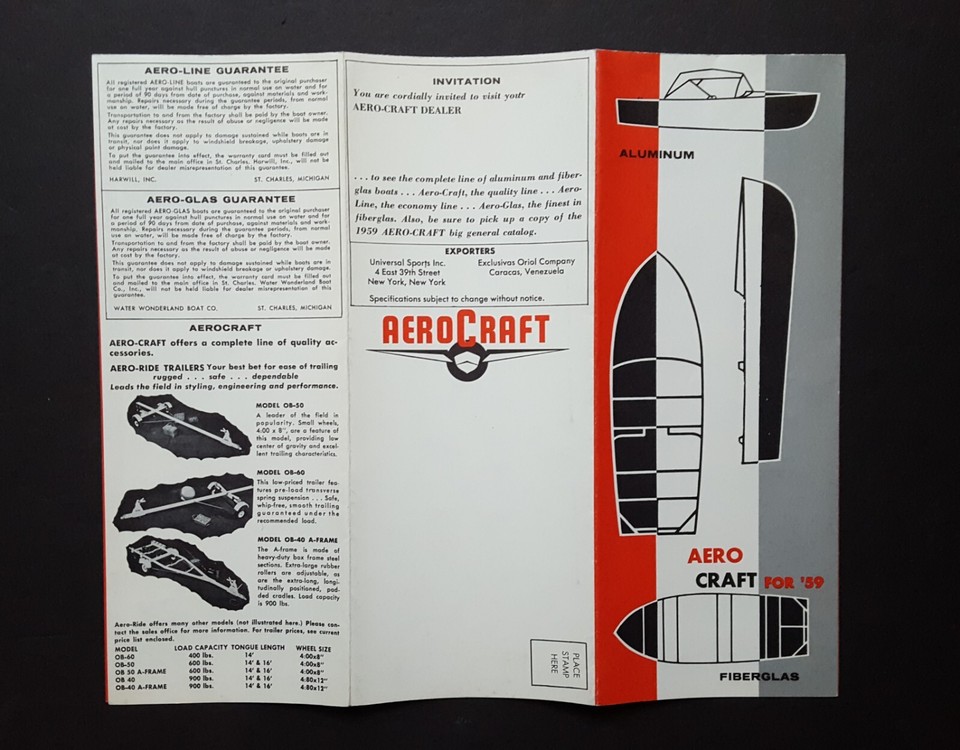 AERO-LINE GUARANTEE
All registered AERO-LINE boats are guaranteed to the original purchaser
for one full year against hull punctures in normal use on water and for
a period of 90 days from date of purchase, against materials and work-
manship. Repairs necessary during the guarantee periods, from normal
use on water, will be made free of charge by the factory.
Transportation to and from the factory shall be paid by the boat owner.
Any repairs necessary as the result of abuse or negligence will be made
at cost by the factory.
This guarantee does not apply to damage sustained while boats are in
transit, nor does it apply to windshield breakage, upholstery damage
or physical paint damage.
To put the guarantee into effect, the warranty card must be filled out
and mailed to the main office in St. Charles. Harwill, Inc., will not be
held liable for dealer misrepresentation of this guarantee.
HARWILL, INC. ST. CHARLES, MICHIGAN
AERO-GLAS GUARANTEE
All registered AERO-GLAS boats are guaranteed to the original purchaser
for one full year against hull punctures in normal use on water and for
a period of 90 days from date of purchase, against materials and work-
manship. Repairs necessary during the guarantee periods, from normal
use on water, will be made free of charge by the factory.
Transportation to and from the factory shall be paid by the boat owner.
Any repairs necessary as the result of abuse or negligence will be made
at cost by the factory.
This guarantee does not apply to damage sustained while boats are in
transit, nor does it apply to windshield breakage or upholstery damage.
To put the guarantee into effect, the warranty card must be filled out
and mailed to the main office in St. Charles. Water Wonderland Boat
Co., Inc., will not be held liable for dealer misrepresentation of this
guarantee.
WATER WONDERLAND BOAT CO. ST. CHARLES, MICHIGAN
AEROCRAFT
AERO-CRAFT offers a complete line of quality ac-
cessories.
AERO-RIDE TRAILERS Your best bet for ease of trailing
rugged . . . safe . . . dependable
Leads the field in styling, engineering and performance.
MODEL OB-50
A leader of the field in
popularity. Small wheels,
4:00 x 8", are a feature of
this model, providing low
center of gravity and excel-
lent trailing characteristics.
MODEL OB-60
This low-priced trailer fea-
tures pre-load transverse
spring suspension . . . Safe,
whip-free, smooth trailing
guaranteed under the
recommended load.
MODEL OB-40 A-FRAME
The A-frame is made of
heavy-duty box frame steel
sections. Extra-large rubber
rollers are adjustable, as
are the extra-long, longi-
tudinally positioned, pad-
ded cradles. Load capacity
is 900 lbs.
Aero-Ride offers many other models (not illustrated here.) Please con-
tact the sales office for more information. For trailer prices, see current
price list enclosed.
MODEL LOAD CAPACITY TONGUE LENGTH WHEEL SIZE
OB-60 400 lbs. 14' 4:00x8"
OB-50 600 lbs. 14' & 16' 4:00x8"
OB 50 A-FRAME 600 lbs. 14' & 16' 4:00x8"
OB 40 900 lbs. 14' & 16' 4:80x12"
OB-40 A-FRAME 900 lbs. 14' & 16' 4:80x12"
INVITATION
You are cordially invited to visit your
AERO-CRAFT DEALER
. . . to see the complete line of aluminum and fiber-
glas boats . . . Aero-Craft, the quality line . . . Aero-
Line, the economy line . . . Aero-Glas, the finest in
fiberglas. Also, be sure to pick up a copy of the
1959 AERO-CRAFT big general catalog.
EXPORTERS
Universal Sports Inc. Exclusivas Oriol Company
4 East 39th Street Caracas, Venezuela
New York, New York
Specifications subject to change without notice.
AEROCRAFT
PLACE
STAMP
HERE
ALUMINUM
AERO
CRAFT FOR '59
FIBERGLAS